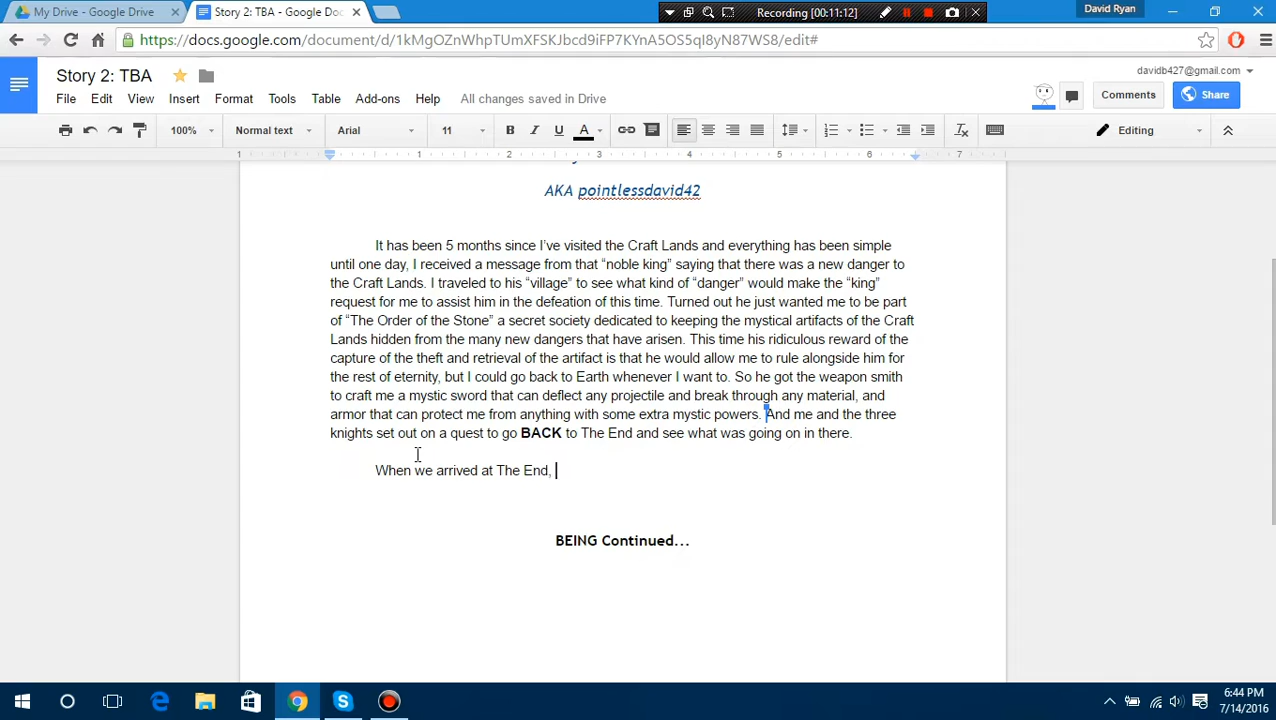 My Drive - Google Drive
Story 2: TBA - Google Doc
Recording [00:11:12]
David Ryan
https://docs.google.com/document/d/1kMgOZnWhpTUmXFSKJbcd9iFP7KYnA5OS5qI8yN87WS8/edit#
Story 2: TBA
davidb427@gmail.com
File Edit View Insert Format Tools Table Add-ons Help All changes saved in Drive
Comments
Share
100% Normal text Arial 11 B I U A Editing
1 1 2 3 4 5 6 7
AKA pointlessdavid42
It has been 5 months since I’ve visited the Craft Lands and everything has been simple
until one day, I received a message from that “noble king” saying that there was a new danger to
the Craft Lands. I traveled to his “village” to see what kind of “danger” would make the “king”
request for me to assist him in the defeation of this time. Turned out he just wanted me to be part
of “The Order of the Stone” a secret society dedicated to keeping the mystical artifacts of the Craft
Lands hidden from the many new dangers that have arisen. This time his ridiculous reward of the
capture of the theft and retrieval of the artifact is that he would allow me to rule alongside him for
the rest of eternity, but I could go back to Earth whenever I want to. So he got the weapon smith
to craft me a mystic sword that can deflect any projectile and break through any material, and
armor that can protect me from anything with some extra mystic powers. And me and the three
knights set out on a quest to go BACK to The End and see what was going on in there.
When we arrived at The End,
BEING Continued...
6:44 PM
7/14/2016